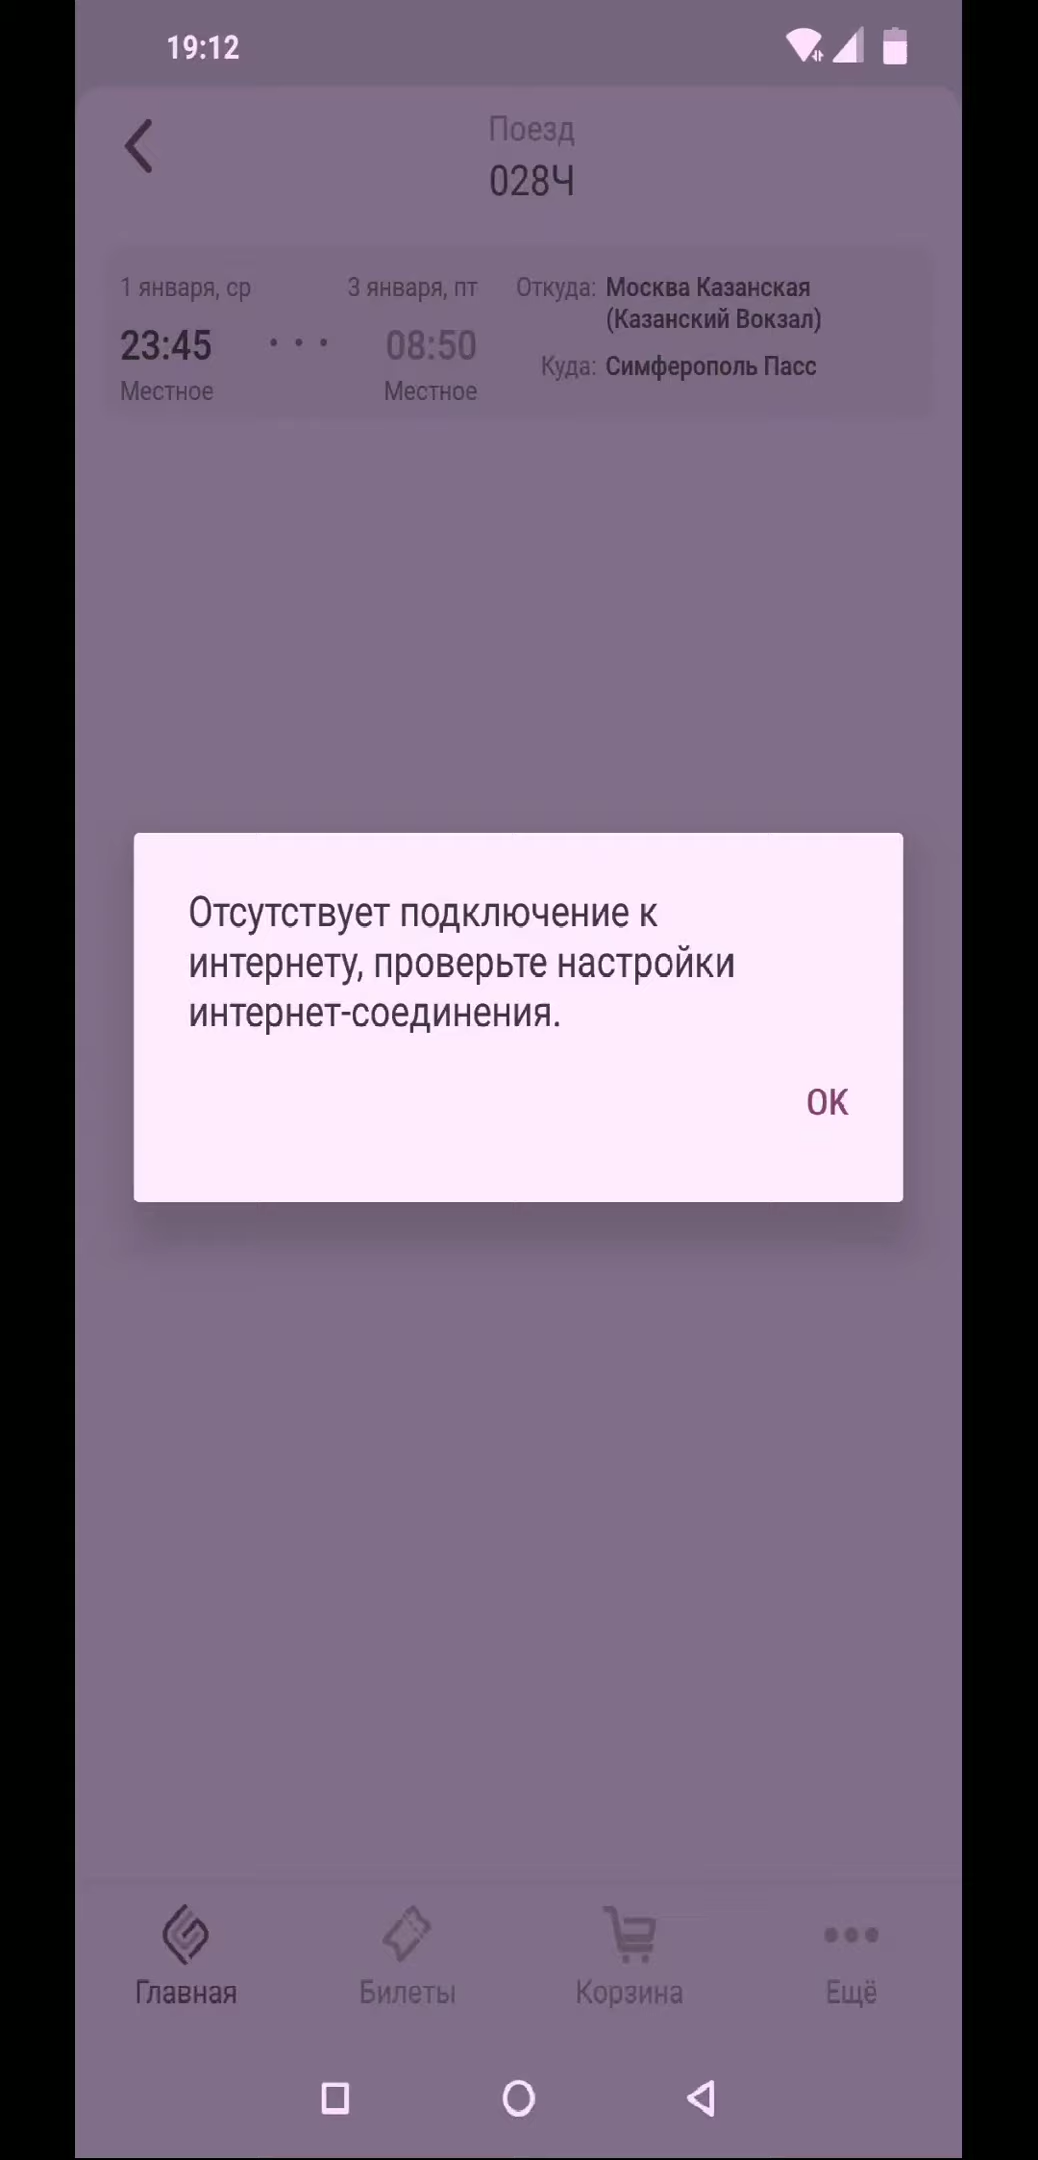 19:12
Поезд
028Ч
1 января, ср
3 января, пт
23:45
08:50
Местное
Местное
Откуда: Москва Казанская
(Казанский Вокзал)
Куда: Симферополь Пасс
Отсутствует подключение к
интернету, проверьте настройки
интернет-соединения.
OK
Главная
Билеты
Корзина
Ещё